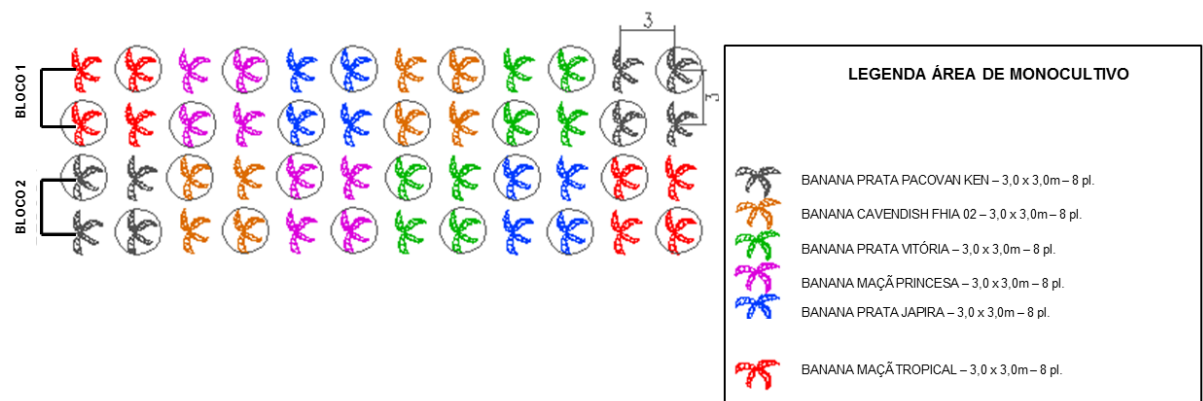 3
BLOCO 1
3
BLOCO 2
LEGENDA ÁREA DE MONOCULTIVO
BANANA PRATA PACOVAN KEN – 3,0 x 3,0m – 8 pl.
BANANA CAVENDISH FHIA 02 – 3,0 x 3,0m – 8 pl.
BANANA PRATA VITÓRIA – 3,0 x 3,0m – 8 pl.
BANANA MAÇÃ PRINCESA – 3,0 x 3,0m – 8 pl.
BANANA PRATA JAPIRA – 3,0 x 3,0m – 8 pl.
BANANA MAÇÃ TROPICAL – 3,0 x 3,0m – 8 pl.